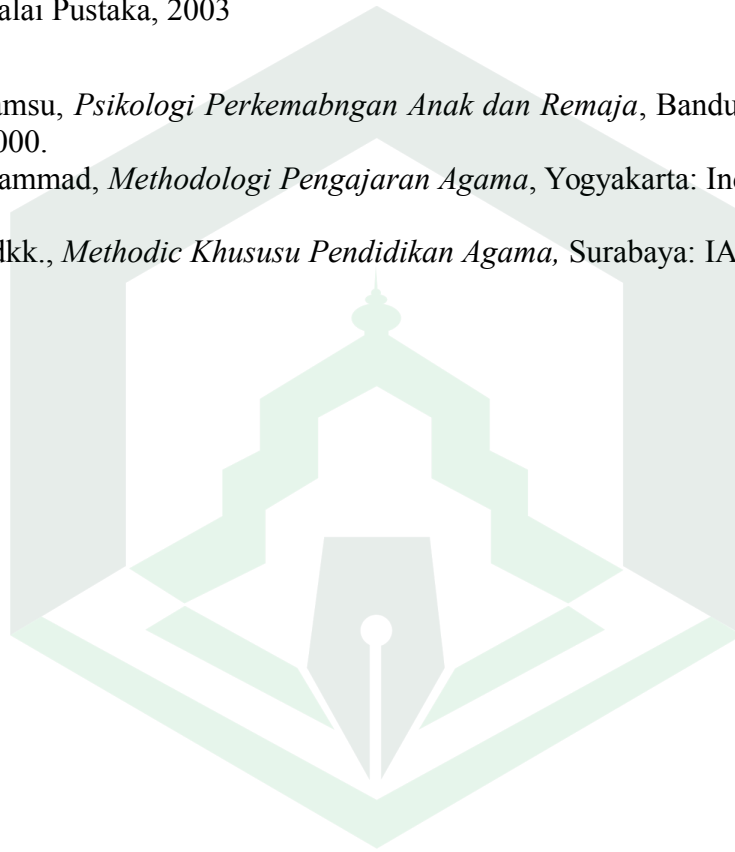 alai Pustaka, 2003
amsu, Psikologi Perkemabngan Anak dan Remaja, Bandu
000.
ammad, Methodologi Pengajaran Agama, Yogyakarta: In
dkk., Methodic Khususu Pendidikan Agama, Surabaya: IA